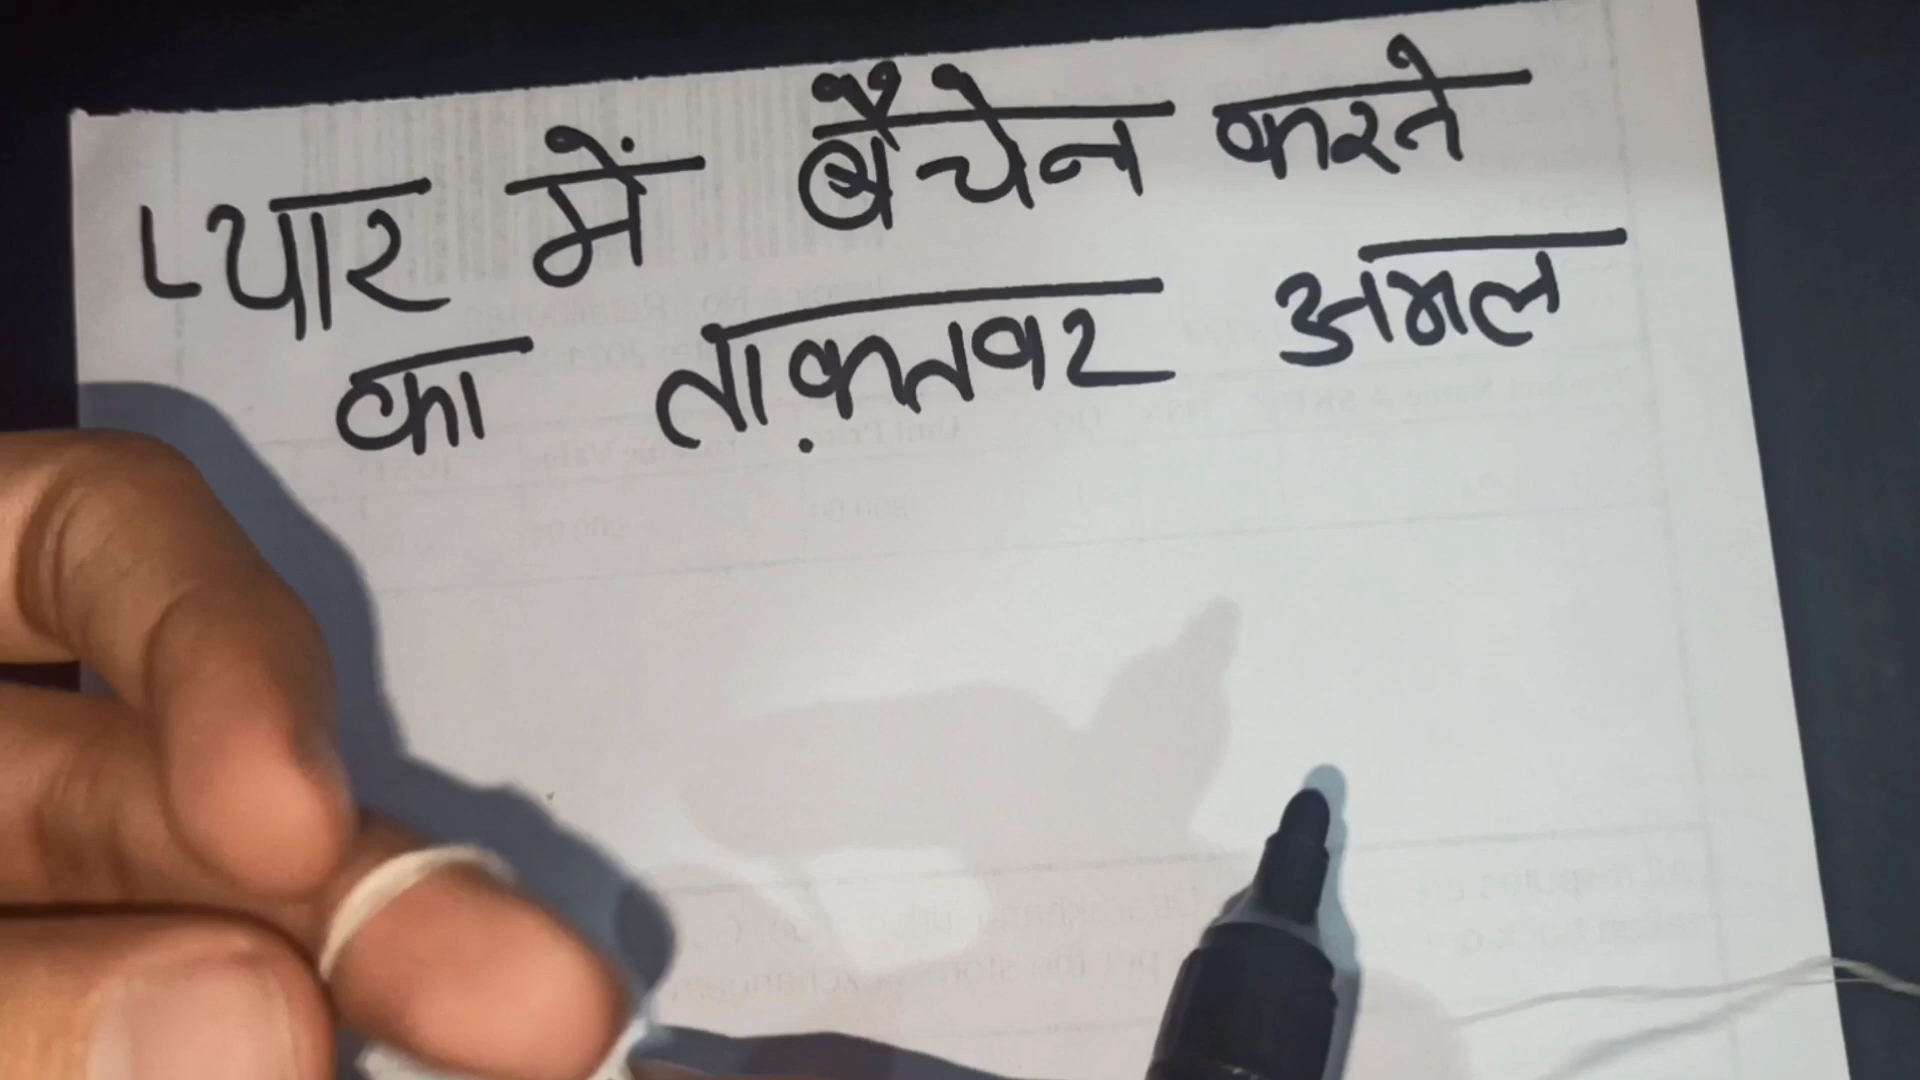 प्यार में बैचेन करने
का ताक़तवर अमल